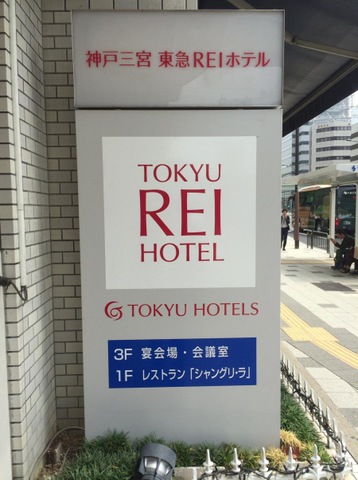 神戸三宮 東急REIホテル
TOKYU
REI
HOTEL
TOKYU HOTELS
3F 宴会場・会議室
1F レストラン「シャングリ・ラ」